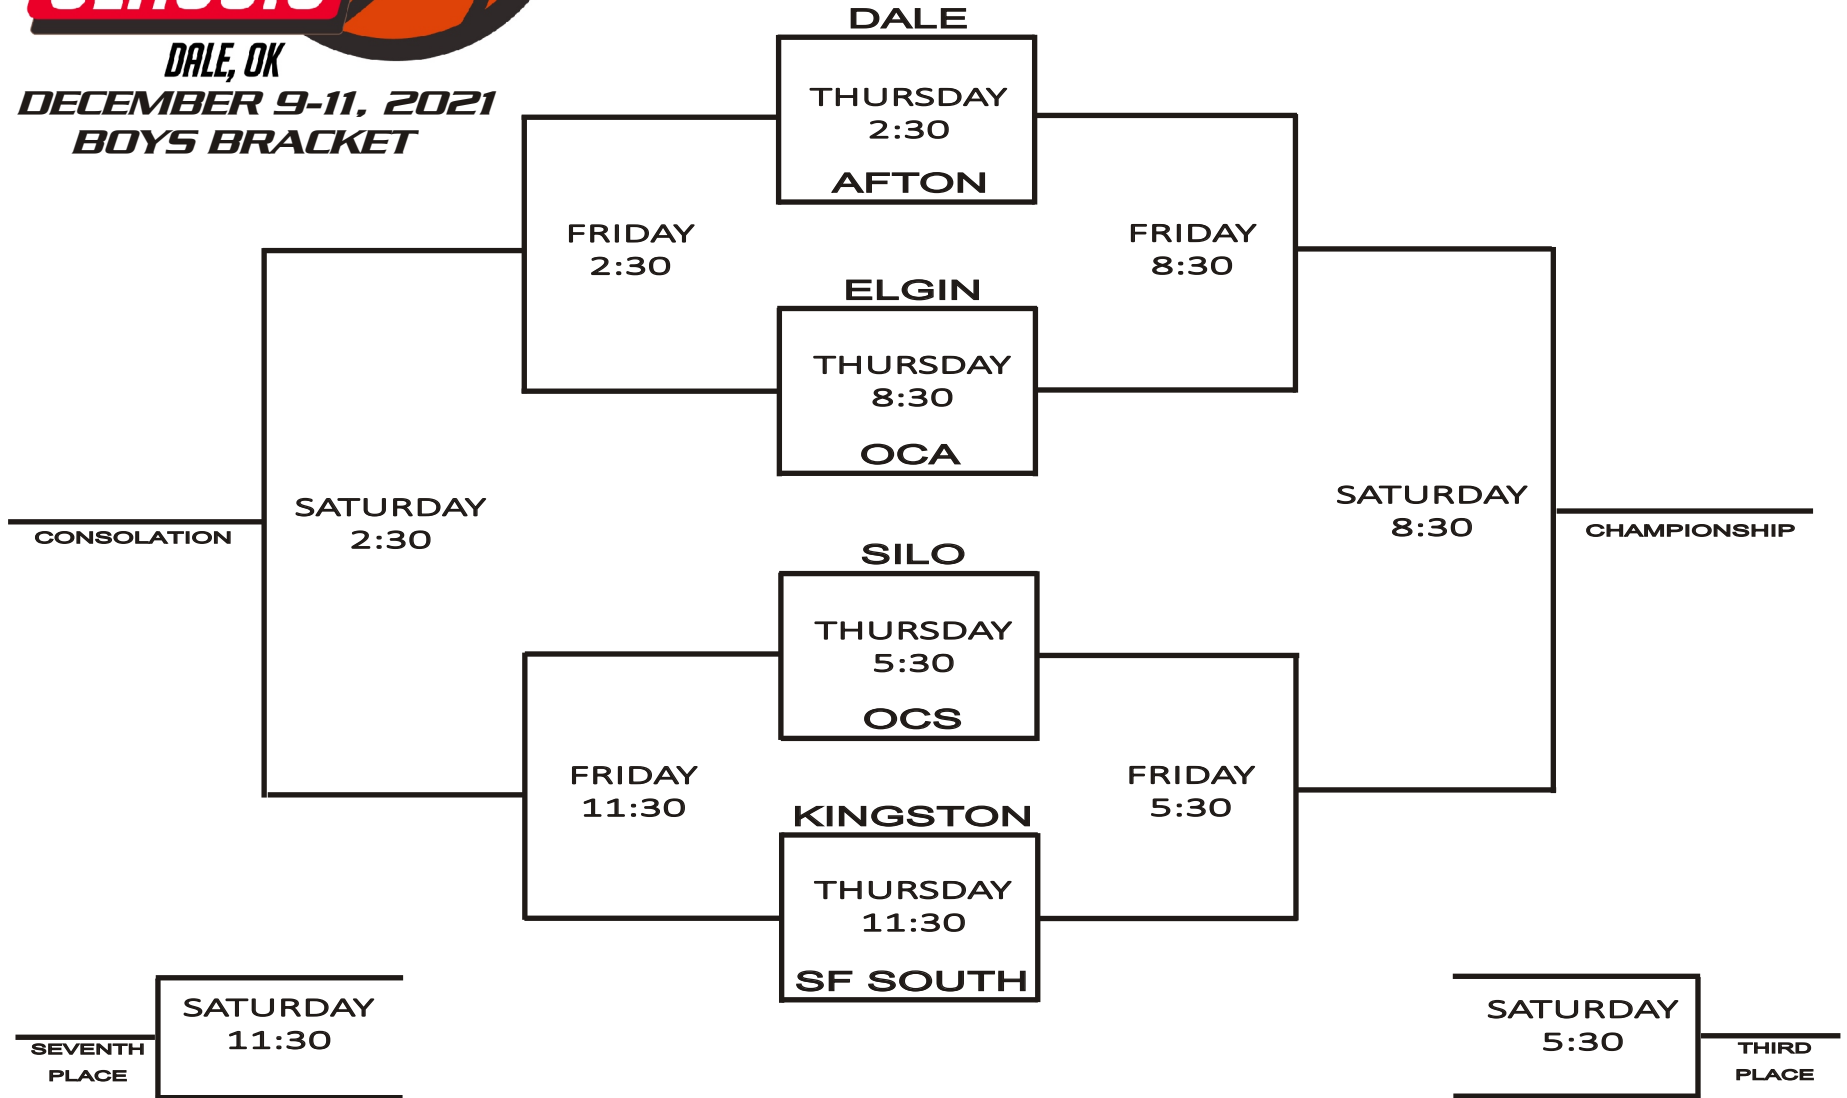 CLASSIC
DALE, OK
DECEMBER 9-11, 2021
BOYS BRACKET
DALE
THURSDAY
2:30
AFTON
FRIDAY
2:30
FRIDAY
8:30
ELGIN
THURSDAY
8:30
OCA
SATURDAY
2:30
CONSOLATION
SATURDAY
8:30
CHAMPIONSHIP
SILO
THURSDAY
5:30
OCS
FRIDAY
11:30
FRIDAY
5:30
KINGSTON
THURSDAY
11:30
SF SOUTH
SATURDAY
11:30
SEVENTH
PLACE
SATURDAY
5:30
THIRD
PLACE